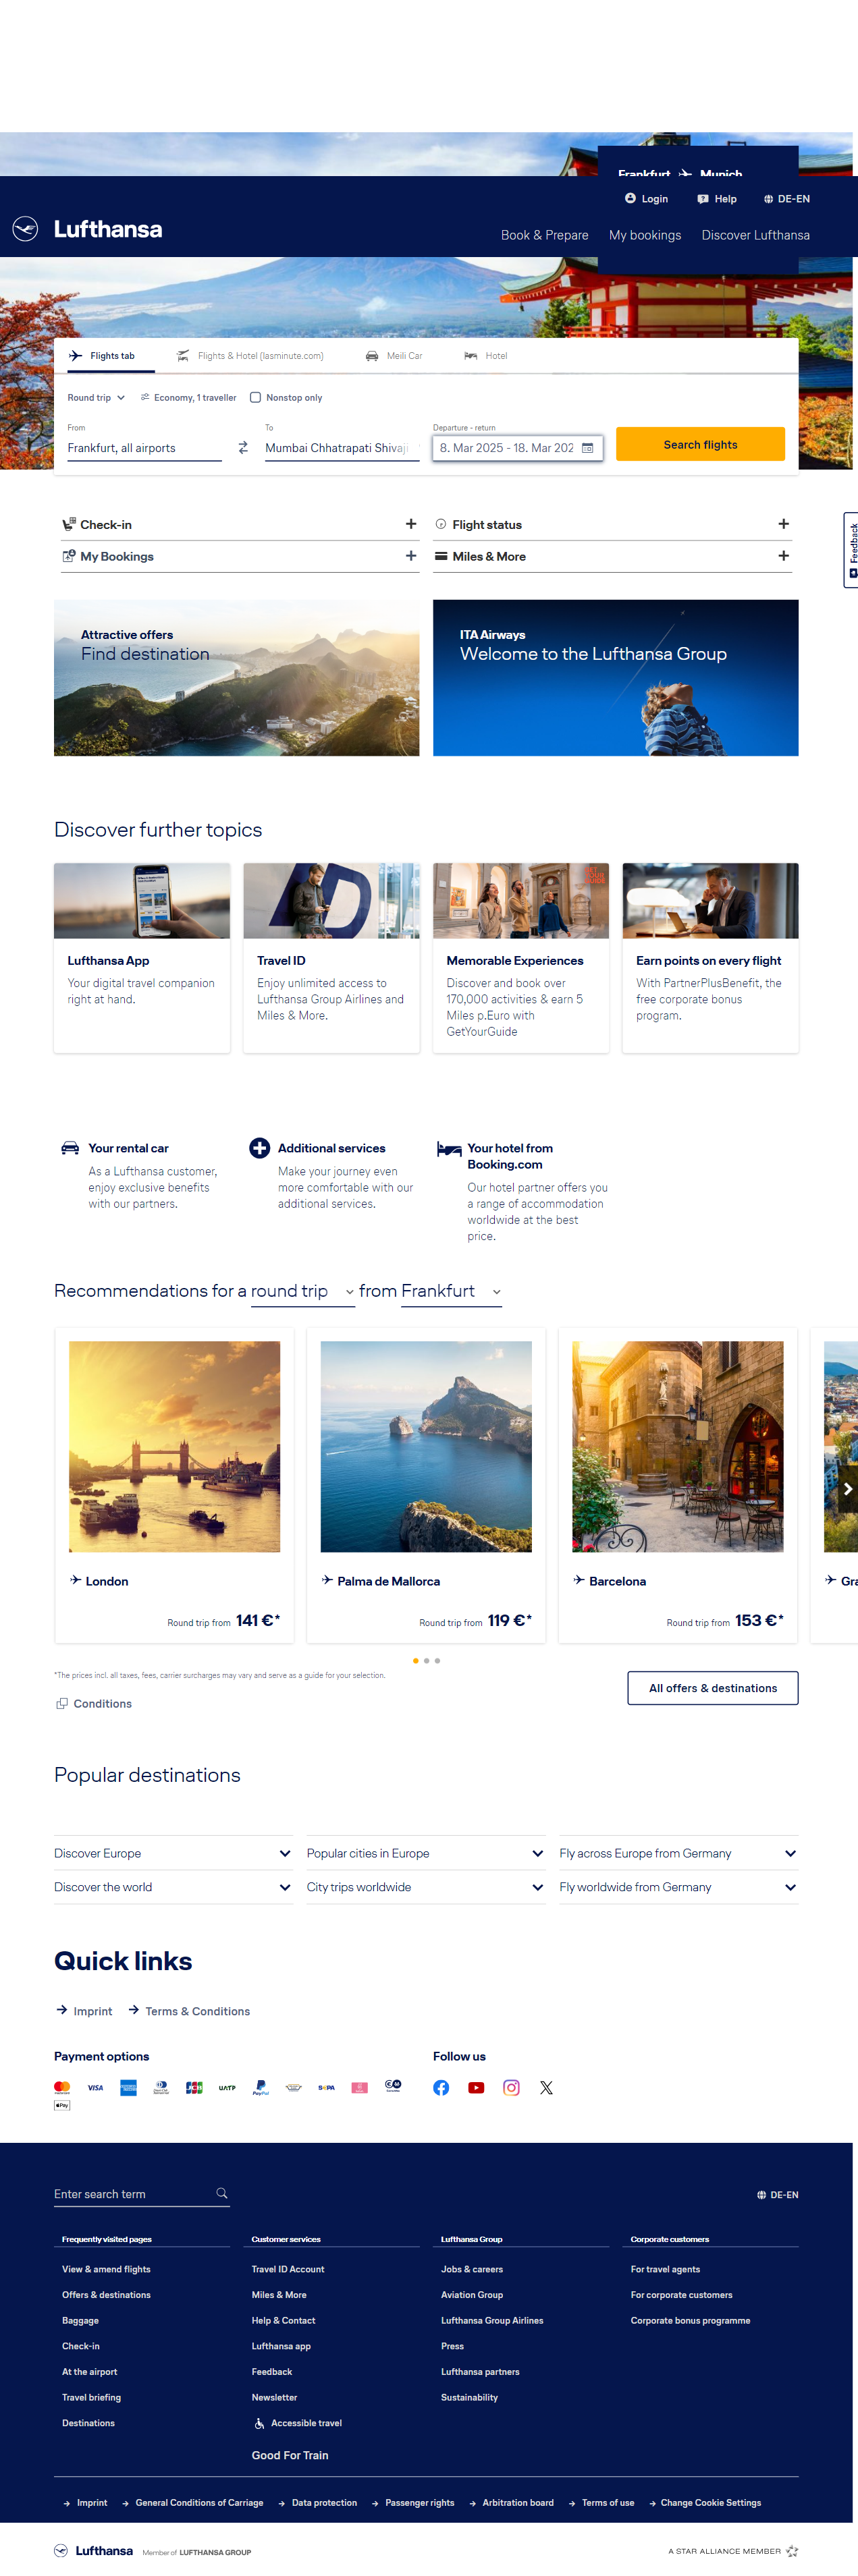 Frankfurt Munich
Login Help DE-EN
Lufthansa
Book & Prepare My bookings Discover Lufthansa
Flights tab Flights & Hotel (lasminute.com) Meili Car Hotel
Round trip Economy, 1 traveller Nonstop only
From To Departure - return
Frankfurt, all airports Mumbai Chhatrapati Shivaji 8. Mar 2025 - 18. Mar 202 Search flights
Check-in Flight status
My Bookings Miles & More
Feedback
Attractive offers
Find destination
ITA Airways
Welcome to the Lufthansa Group
Discover further topics
Lufthansa App
Your digital travel companion
right at hand.
Travel ID
Enjoy unlimited access to
Lufthansa Group Airlines and
Miles & More.
Memorable Experiences
Discover and book over
170,000 activities & earn 5
Miles p.Euro with
GetYourGuide
Earn points on every flight
With PartnerPlusBenefit, the
free corporate bonus
program.
Your rental car
As a Lufthansa customer,
enjoy exclusive benefits
with our partners.
Additional services
Make your journey even
more comfortable with our
additional services.
Your hotel from
Booking.com
Our hotel partner offers you
a range of accommodation
worldwide at the best
price.
Recommendations for a round trip from Frankfurt
London
Round trip from 141 €*
Palma de Mallorca
Round trip from 119 €*
Barcelona
Round trip from 153 €*
Gra
*The prices incl. all taxes, fees, carrier surcharges may vary and serve as a guide for your selection.
Conditions
All offers & destinations
Popular destinations
Discover Europe Popular cities in Europe Fly across Europe from Germany
Discover the world City trips worldwide Fly worldwide from Germany
Quick links
Imprint Terms & Conditions
Payment options
VISA UATP PayPal SEPA
Pay
Follow us
Enter search term
DE-EN
Frequently visited pages
View & amend flights
Offers & destinations
Baggage
Check-in
At the airport
Travel briefing
Destinations
Customer services
Travel ID Account
Miles & More
Help & Contact
Lufthansa app
Feedback
Newsletter
Accessible travel
Good For Train
Lufthansa Group
Jobs & careers
Aviation Group
Lufthansa Group Airlines
Press
Lufthansa partners
Sustainability
Corporate customers
For travel agents
For corporate customers
Corporate bonus programme
Imprint General Conditions of Carriage Data protection Passenger rights Arbitration board Terms of use Change Cookie Settings
Lufthansa Member of LUFTHANSA GROUP
A STAR ALLIANCE MEMBER